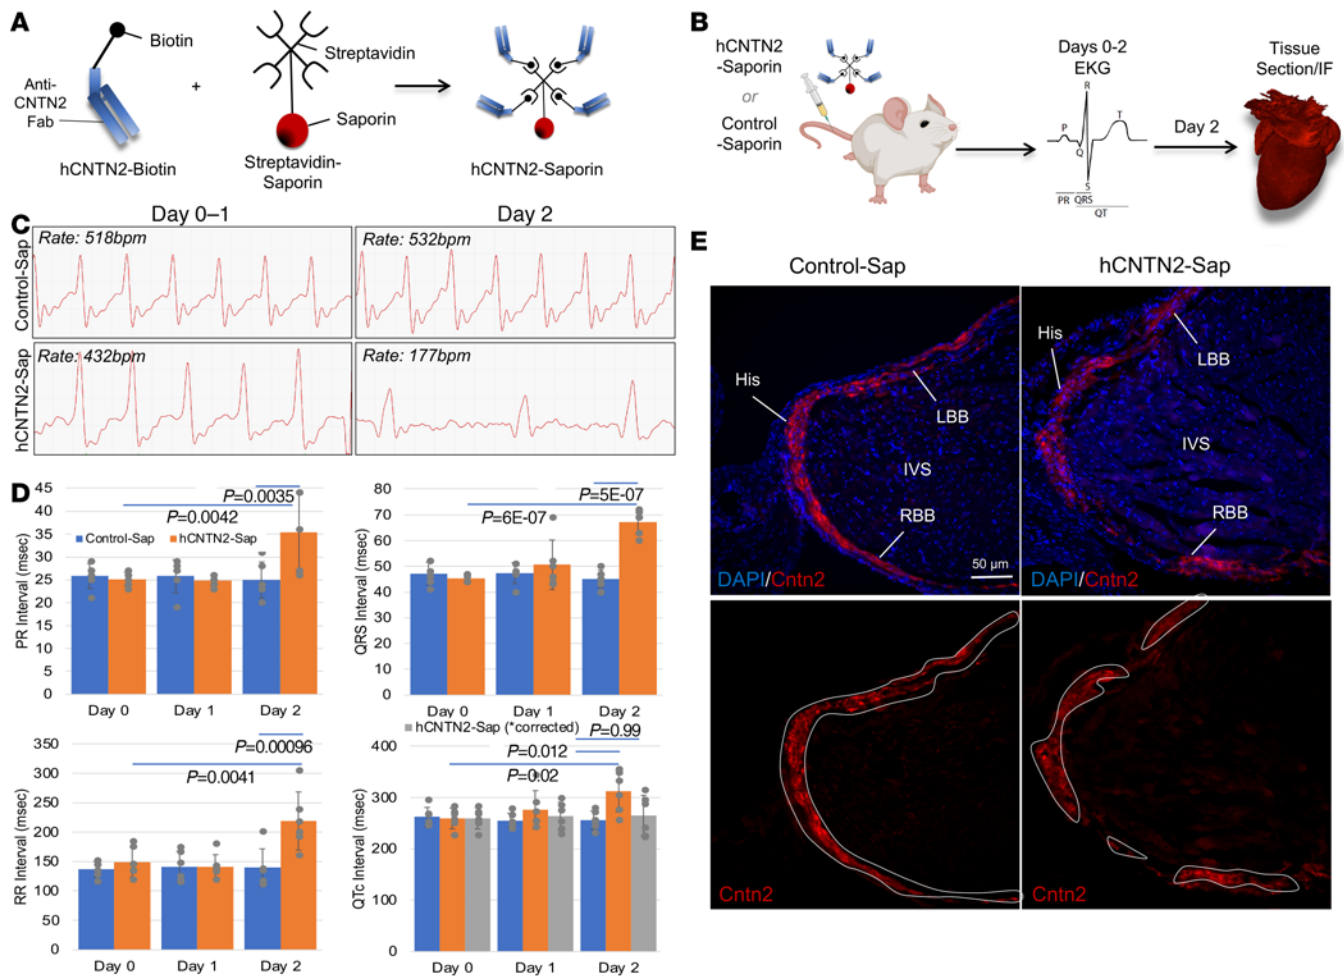 A
Biotin
Anti-
CNTN2
Fab
hCNTN2-Biotin
+
Streptavidin
Saporin
Streptavidin-
Saporin
hCNTN2-Saporin
B
hCNTN2
-Saporin
or
Control
-Saporin
Days 0-2
EKG
R
P
T
Q
S
PR
QRS
QT
Day 2
Tissue
Section/IF
C
Day 0–1
Day 2
Control-Sap
Rate: 518bpm
Rate: 532bpm
hCNTN2-Sap
Rate: 432bpm
Rate: 177bpm
D
PR Interval (msec)
45
40
35
30
25
20
15
10
5
0
P=0.0035
P=0.0042
Control-Sap
hCNTN2-Sap
Day 0
Day 1
Day 2
QRS Interval (msec)
80
70
60
50
40
30
20
10
0
P=5E-07
P=6E-07
Day 0
Day 1
Day 2
RR Interval (msec)
350
300
250
200
150
100
50
0
P=0.00096
P=0.0041
Day 0
Day 1
Day 2
hCNTN2-Sap (*corrected)
QTc Interval (msec)
400
300
200
100
0
P=0.99
P=0.012
P=0.02
Day 0
Day 1
Day 2
E
Control-Sap
hCNTN2-Sap
His
LBB
IVS
RBB
50 µm
DAPI/Cntn2
His
LBB
IVS
RBB
DAPI/Cntn2
Cntn2
Cntn2